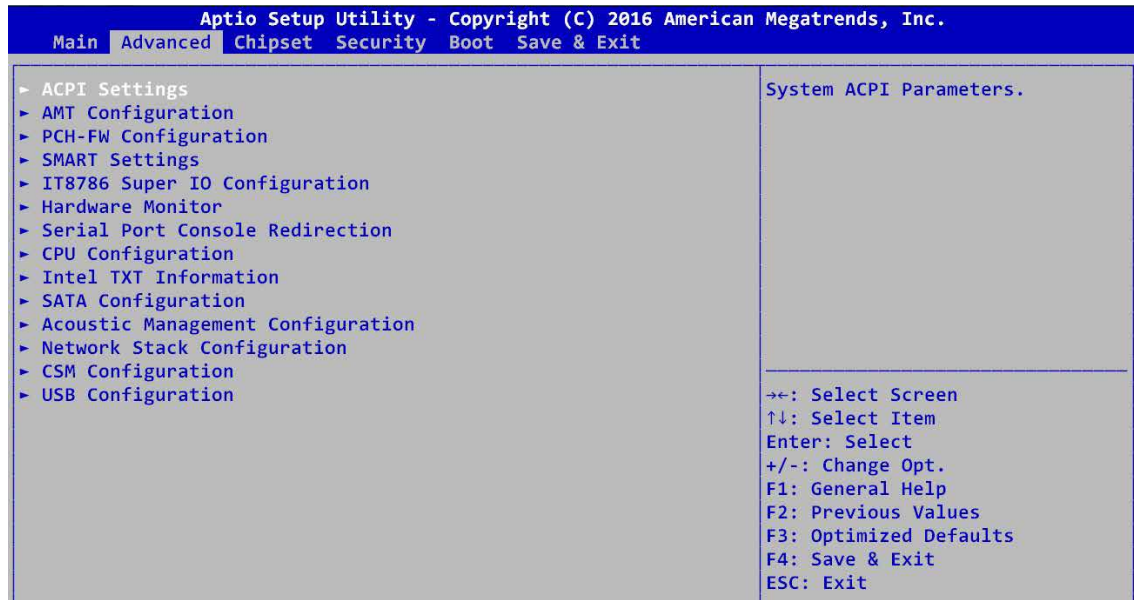 Aptio Setup Utility - Copyright (C) 2016 American Megatrends, Inc.
Main Advanced Chipset Security Boot Save & Exit
► ACPI Settings
► AMT Configuration
► PCH-FW Configuration
► SMART Settings
► IT8786 Super IO Configuration
► Hardware Monitor
► Serial Port Console Redirection
► CPU Configuration
► Intel TXT Information
► SATA Configuration
► Acoustic Management Configuration
► Network Stack Configuration
► CSM Configuration
► USB Configuration
System ACPI Parameters.
→←: Select Screen
↑↓: Select Item
Enter: Select
+/-: Change Opt.
F1: General Help
F2: Previous Values
F3: Optimized Defaults
F4: Save & Exit
ESC: Exit